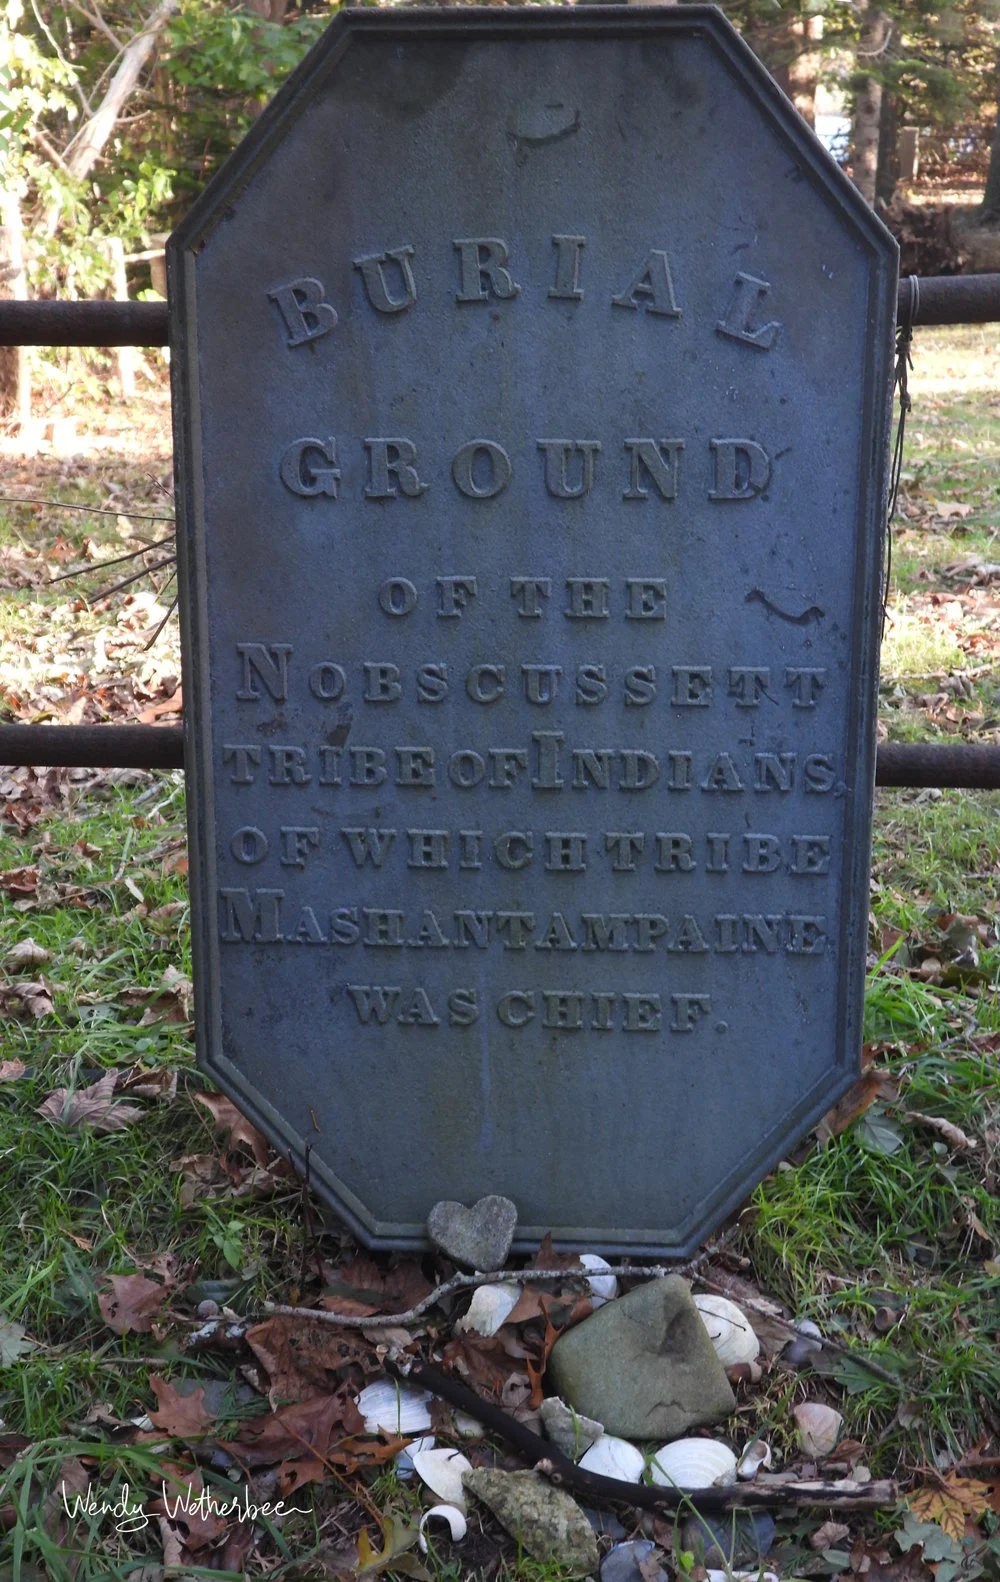 BURIAL
GROUND
OF THE
NOBSCUSSETT
TRIBE OF INDIANS,
OF WHICH TRIBE
MASHANTAMPAINE
WAS CHIEF.
Wendy Wetherbee